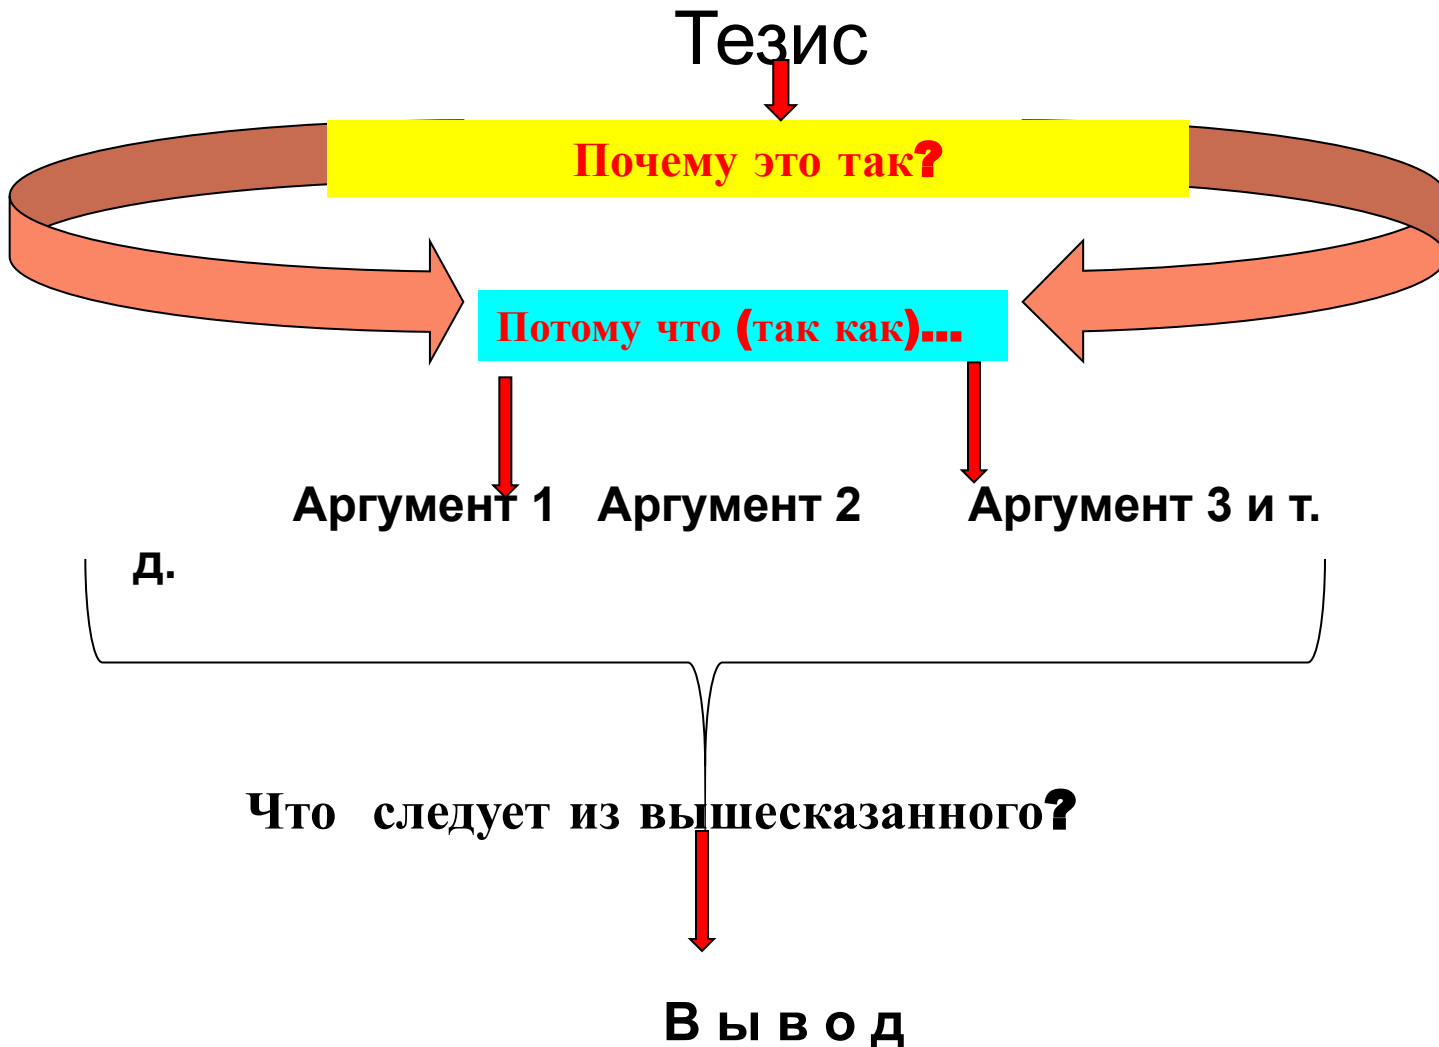 Тезис
Почему это так?
Потому что (так как)...
Аргумент 1 Аргумент 2 Аргумент 3 и т.
д.
Что следует из вышесказанного?
В ы в о д